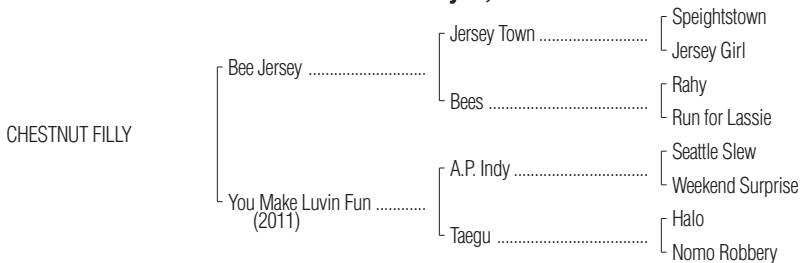 Speightstown
Jersey Town ........................
Jersey Girl
Bee Jersey ..........................
Rahy
Bees ...................................
Run for Lassie
CHESTNUT FILLY
Seattle Slew
A.P. Indy .............................
Weekend Surprise
You Make Luvin Fun ...........
(2011)
Halo
Taegu .................................
Nomo Robbery